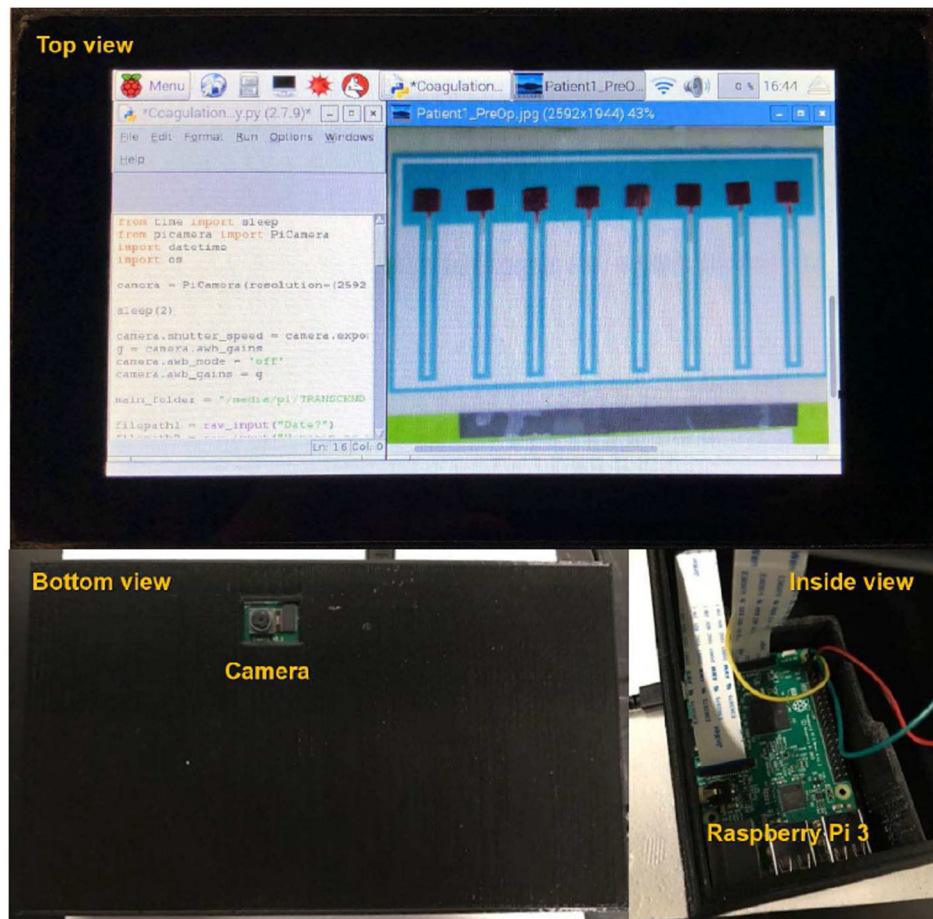 Top view
Menu
*Coagulation...
Patient1_PreO...
0 %
16:44
*Coagulation...y.py (2.7.9)*
Patient1_PreOp.jpg (2592x1944) 43%
File Edit Format Run Options Windows
Help
from time import sleep
from picamera import PiCamera
import datetime
import os
camera = PiCamera(resolution=(2592
sleep(2)
camera.shutter_speed = camera.expo
g = camera.awb_gains
camera.awb_mode = 'off'
camera.awb_gains = g
main_folder = "/media/pi/TRANSCEND
filepath1 = raw_input("Date?")
Ln: 16 Col: 0
Bottom view
Camera
Inside view
Raspberry Pi 3